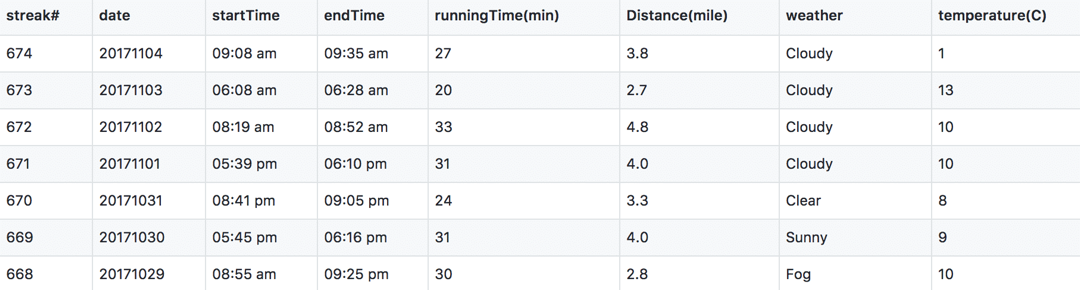 streak# date startTime endTime runningTime(min) Distance(mile) weather temperature(C)
674 20171104 09:08 am 09:35 am 27 3.8 Cloudy 1
673 20171103 06:08 am 06:28 am 20 2.7 Cloudy 13
672 20171102 08:19 am 08:52 am 33 4.8 Cloudy 10
671 20171101 05:39 pm 06:10 pm 31 4.0 Cloudy 10
670 20171031 08:41 pm 09:05 pm 24 3.3 Clear 8
669 20171030 05:45 pm 06:16 pm 31 4.0 Sunny 9
668 20171029 08:55 am 09:25 pm 30 2.8 Fog 10